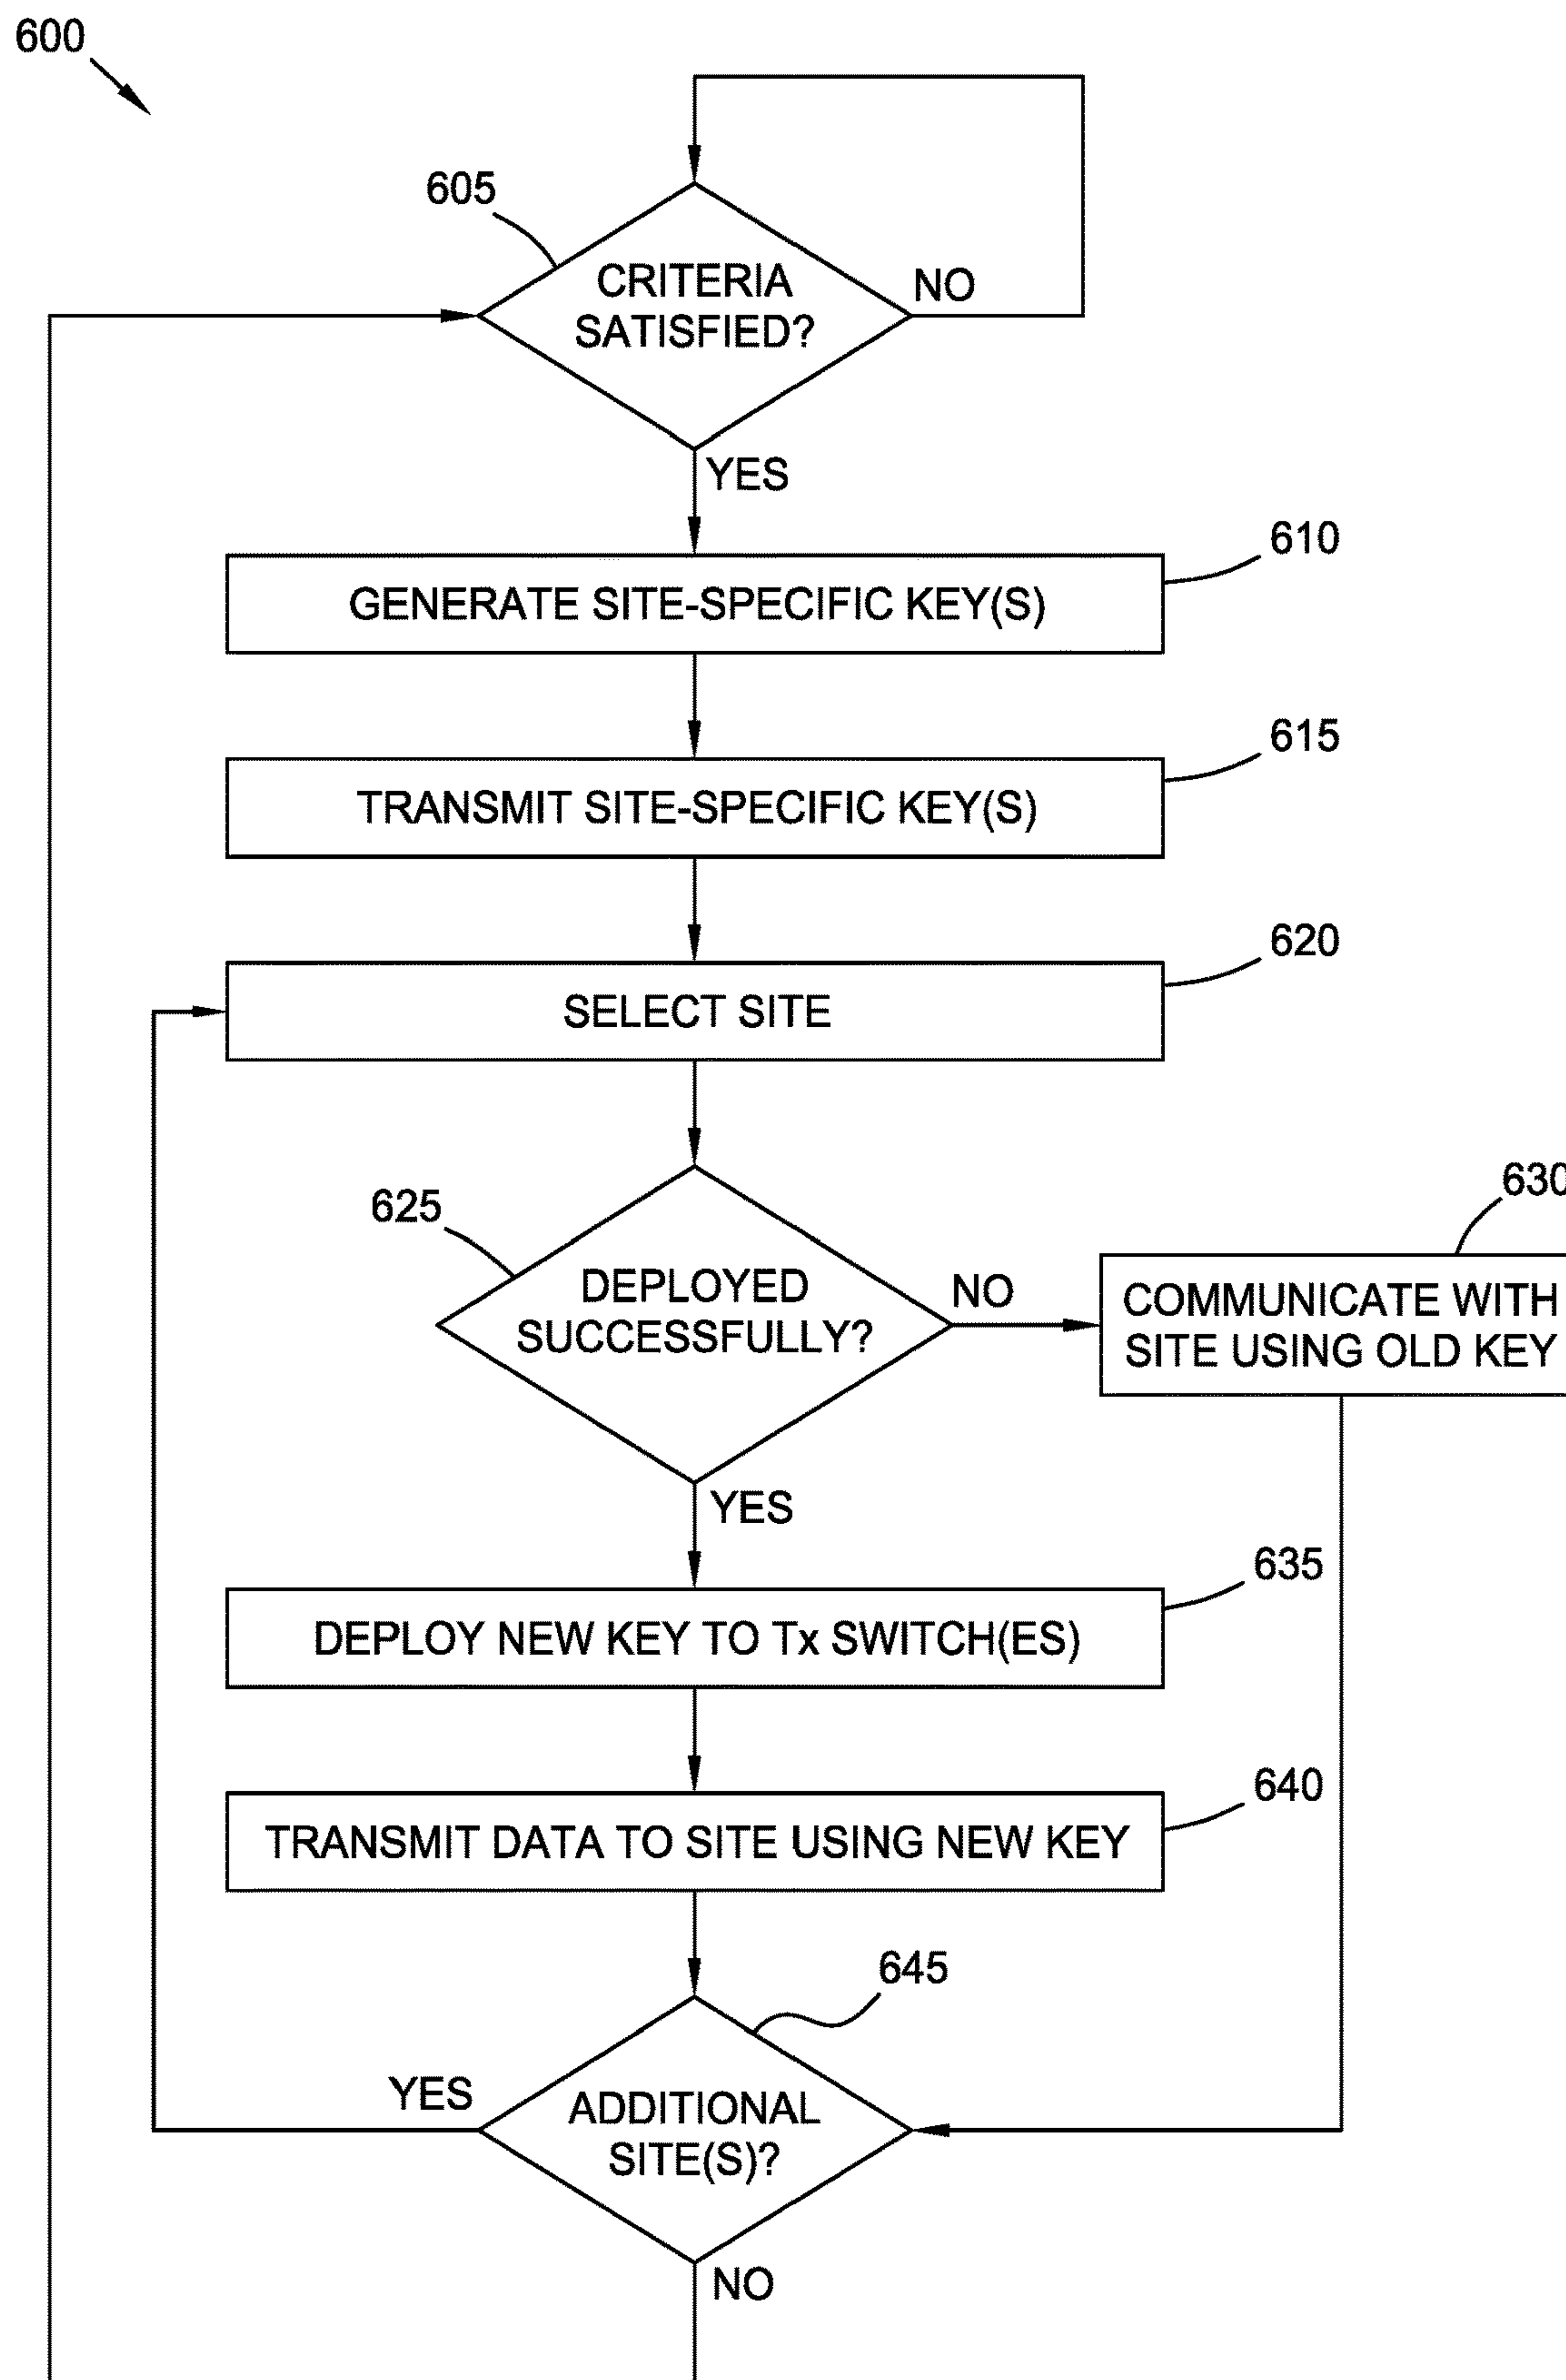 600
605
CRITERIA
SATISFIED?
NO
YES
610
GENERATE SITE-SPECIFIC KEY(S)
615
TRANSMIT SITE-SPECIFIC KEY(S)
620
SELECT SITE
625
DEPLOYED
SUCCESSFULLY?
NO
630
COMMUNICATE WITH
SITE USING OLD KEY
YES
635
DEPLOY NEW KEY TO Tx SWITCH(ES)
640
TRANSMIT DATA TO SITE USING NEW KEY
645
YES
ADDITIONAL
SITE(S)?
NO